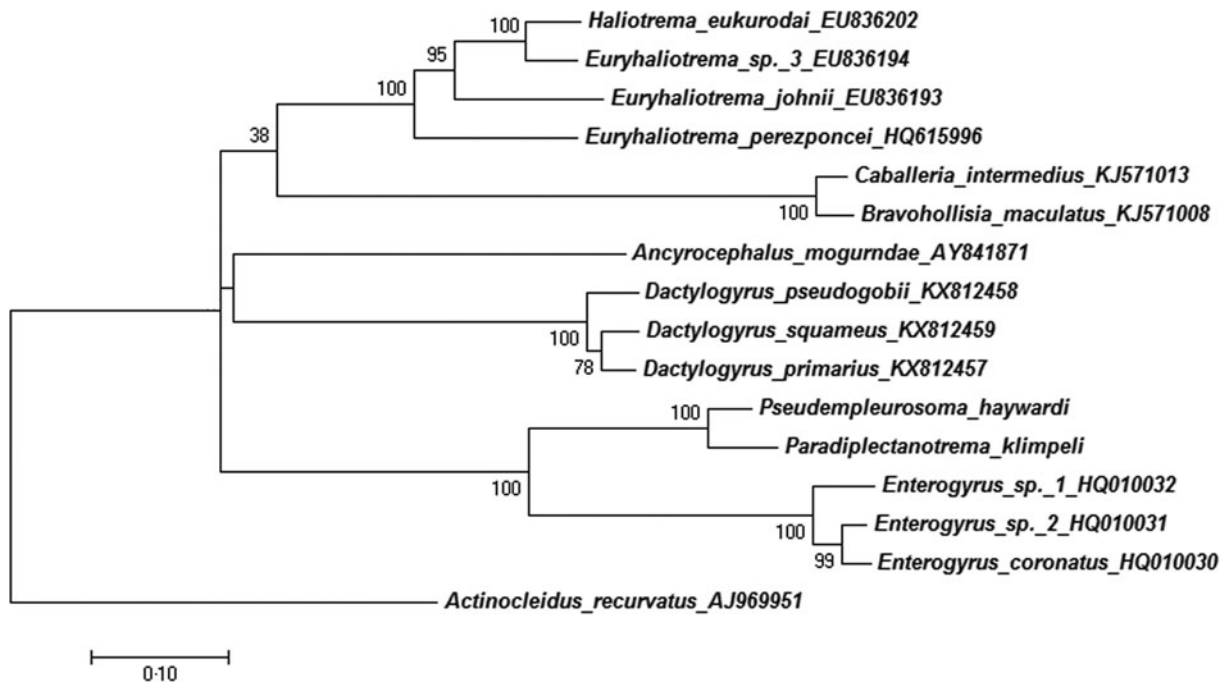 100 Haliotrema_eukurodai_EU836202
95 Euryhaliotrema_sp._3_EU836194
100 Euryhaliotrema_johnii_EU836193
38 Euryhaliotrema_perezponcei_HQ615996
Caballeria_intermedius_KJ571013
100 Bravohollisia_maculatus_KJ571008
Ancyrocephalus_mogurndae_AY841871
Dactylogyrus_pseudogobii_KX812458
100 Dactylogyrus_squameus_KX812459
78 Dactylogyrus_primarius_KX812457
100 Pseudempleurosoma_haywardi
Paradiplectanotrema_klimpeli
100 Enterogyrus_sp._1_HQ010032
100 Enterogyrus_sp._2_HQ010031
99 Enterogyrus_coronatus_HQ010030
Actinocleidus_recurvatus_AJ969951
0·10